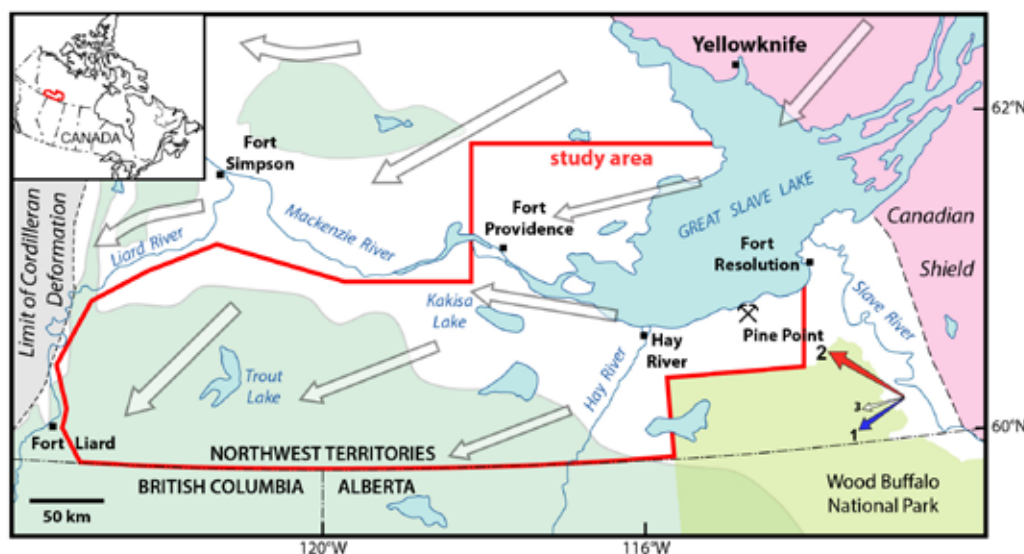 CANADA
Yellowknife
62°N
Fort
Simpson
study area
Limit of Cordilleran
Deformation
Liard River
Mackenzie River
Fort
Providence
GREAT SLAVE LAKE
Canadian
Shield
Fort
Resolution
Slave River
Kakisa
Lake
Pine Point
Hay
River
Hay River
2
3
1
Trout
Lake
60°N
Fort Liard
NORTHWEST TERRITORIES
BRITISH COLUMBIA
ALBERTA
Wood Buffalo
National Park
50 km
120°W
116°W